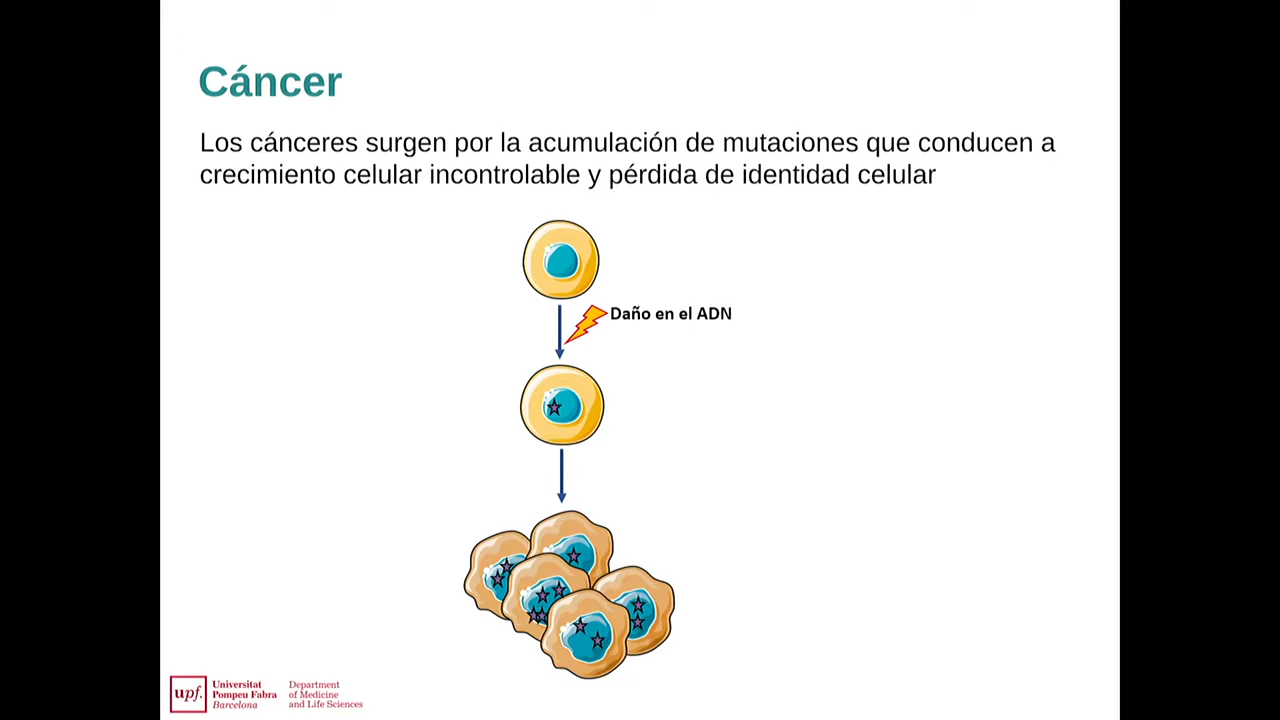 Cáncer
Los cánceres surgen por la acumulación de mutaciones que conducen a
crecimiento celular incontrolable y pérdida de identidad celular
Daño en el ADN
upf.
Universitat
Pompeu Fabra
Barcelona
Department
of Medicine
and Life Sciences